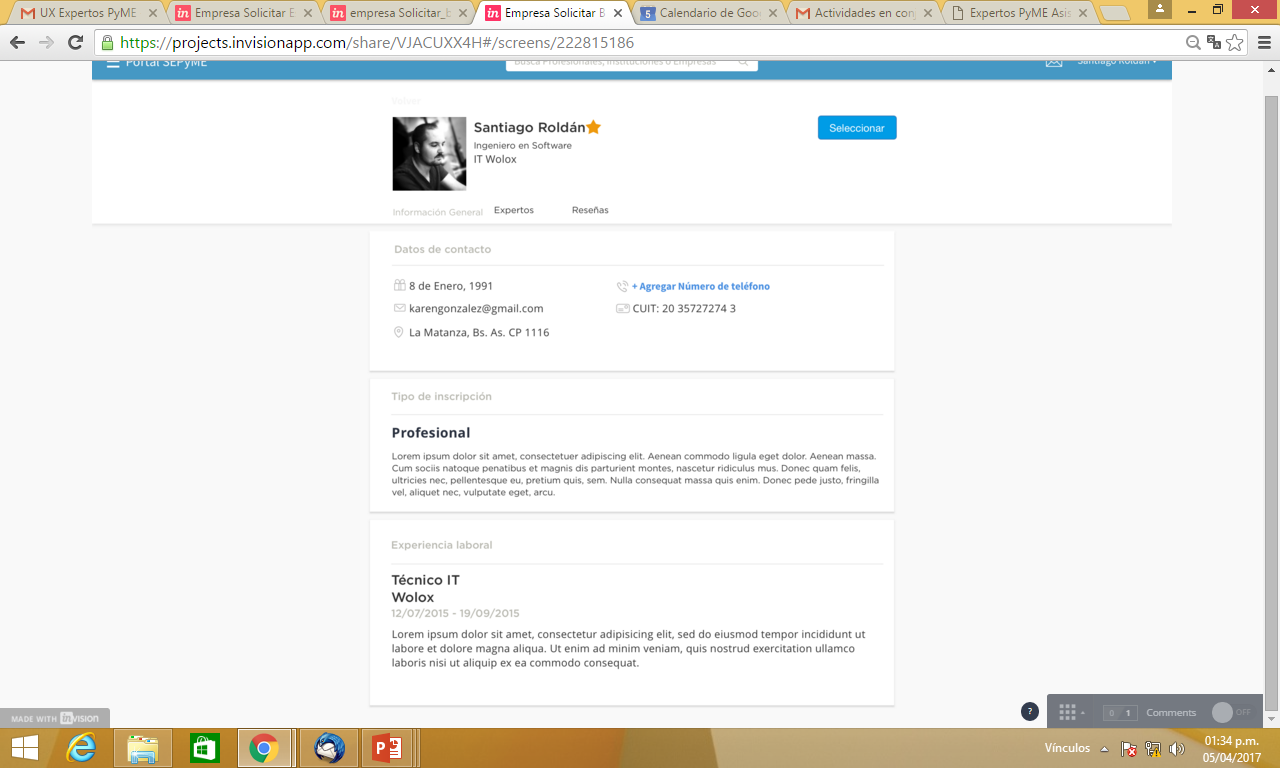 UX Expertos PyME
Empresa Solicitar E
empresa Solicitar_b
Empresa Solicitar B
Calendario de Goo
Actividades en conj
Expertos PyME Asis
https://projects.invisionapp.com/share/VJACUXX4H#/screens/222815186
Portal SEPyME
Busca Profesionales, Instituciones o Empresas
Santiago Roldán
Volver
Santiago Roldán
Seleccionar
Ingeniero en Software
IT Wolox
Información General
Expertos
Reseñas
Datos de contacto
8 de Enero, 1991
+ Agregar Número de teléfono
karengonzalez@gmail.com
CUIT: 20 35727274 3
La Matanza, Bs. As. CP 1116
Tipo de inscripción
Profesional
Lorem ipsum dolor sit amet, consectetuer adipiscing elit. Aenean commodo ligula eget dolor. Aenean massa.
Cum sociis natoque penatibus et magnis dis parturient montes, nascetur ridiculus mus. Donec quam felis,
ultricies nec, pellentesque eu, pretium quis, sem. Nulla consequat massa quis enim. Donec pede justo, fringilla
vel, aliquet nec, vulputate eget, arcu.
Experiencia laboral
Técnico IT
Wolox
12/07/2015 - 19/09/2015
Lorem ipsum dolor sit amet, consectetur adipisicing elit, sed do eiusmod tempor incididunt ut
labore et dolore magna aliqua. Ut enim ad minim veniam, quis nostrud exercitation ullamco
laboris nisi ut aliquip ex ea commodo consequat.
MADE WITH invision
?
0 1
Comments
OFF
Vínculos
01:34 p.m.
05/04/2017